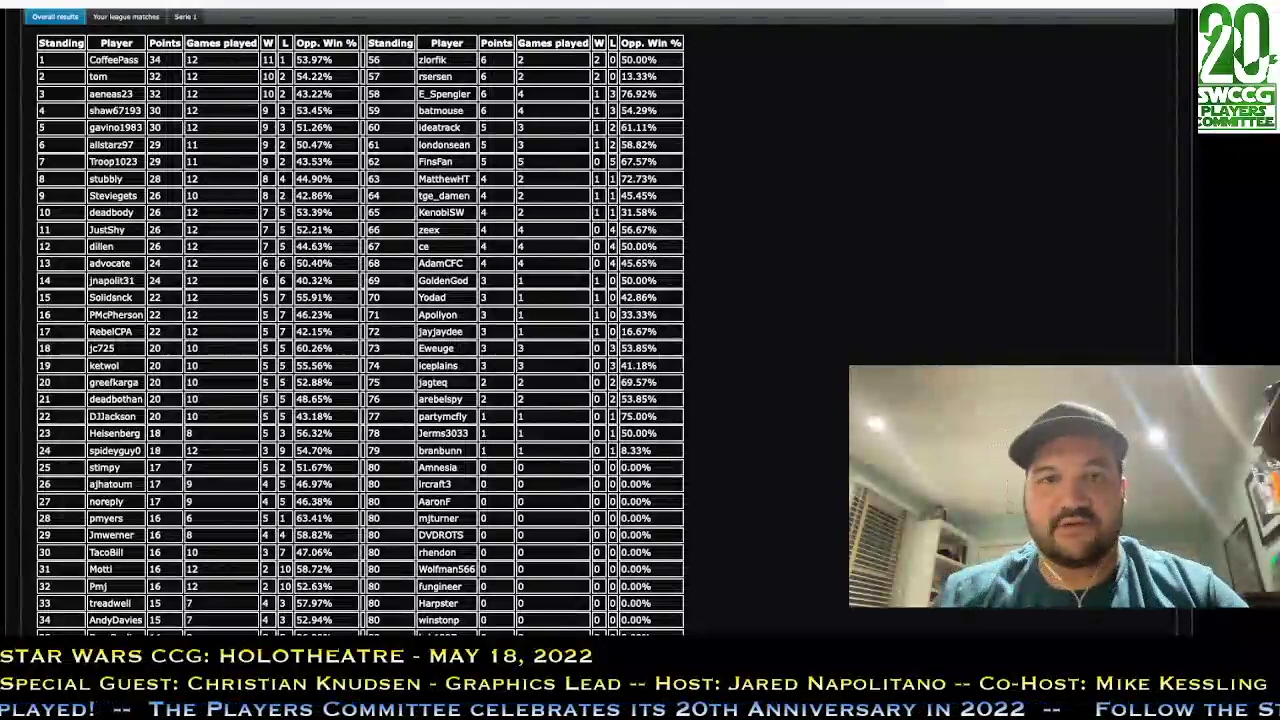 Overall results Your league matches Serie 1
20
SWCCG
PLAYERS
COMMITTEE
Standing Player Points Games played W L Opp. Win % Standing Player Points Games played W L Opp. Win %
1 CoffeePass 34 12 11 1 53.97% 56 zlorfik 6 2 2 0 50.00%
2 tom 32 12 10 2 54.22% 57 rsersen 6 2 2 0 13.33%
3 aeneas23 32 12 10 2 43.22% 58 E_Spengler 6 4 1 3 76.92%
4 shaw67193 30 12 9 3 53.45% 59 batmouse 6 4 1 3 54.29%
5 gavino1983 30 12 9 3 51.26% 60 ideatrack 5 3 1 2 61.11%
6 allstarz97 29 11 9 2 50.47% 61 londonsean 5 3 1 2 58.82%
7 Troop1023 29 11 9 2 43.53% 62 FinsFan 5 5 0 5 67.57%
8 stubbly 28 12 8 4 44.90% 63 MatthewHT 4 2 1 1 72.73%
9 Steviegets 26 10 8 2 42.86% 64 tge_damen 4 2 1 1 45.45%
10 deadbody 26 12 7 5 53.39% 65 KenobiSW 4 2 1 1 31.58%
11 JustShy 26 12 7 5 52.21% 66 zeex 4 4 0 4 56.67%
12 dillen 26 12 7 5 44.63% 67 ce 4 4 0 4 50.00%
13 advocate 24 12 6 6 50.40% 68 AdamCFC 4 4 0 4 45.65%
14 jnapolit31 24 12 6 6 40.32% 69 GoldenGod 3 1 1 0 50.00%
15 Solidsnck 22 12 5 7 55.91% 70 Yodad 3 1 1 0 42.86%
16 PMcPherson 22 12 5 7 46.23% 71 Apollyon 3 1 1 0 33.33%
17 RebelCPA 22 12 5 7 42.15% 72 jayjaydee 3 1 1 0 16.67%
18 jc725 20 10 5 5 60.26% 73 Eweuge 3 3 0 3 53.85%
19 ketwol 20 10 5 5 55.56% 74 iceplains 3 3 0 3 41.18%
20 greefkarga 20 10 5 5 52.88% 75 jagteq 2 2 0 2 69.57%
21 deadbothan 20 10 5 5 48.65% 76 arebelspy 2 2 0 2 53.85%
22 DJJackson 20 10 5 5 43.18% 77 partymcfly 1 1 0 1 75.00%
23 Heisenberg 18 8 5 3 56.32% 78 Jerms3033 1 1 0 1 50.00%
24 spideyguy0 18 12 3 9 54.70% 79 branbunn 1 1 0 1 8.33%
25 stimpy 17 7 5 2 51.67% 80 Amnesia 0 0 0 0 0.00%
26 ajhatoum 17 9 4 5 46.97% 80 lrcraft3 0 0 0 0 0.00%
27 noreply 17 9 4 5 46.38% 80 AaronF 0 0 0 0 0.00%
28 pmyers 16 6 5 1 63.41% 80 mjturner 0 0 0 0 0.00%
29 Jmwerner 16 8 4 4 58.82% 80 DVDROTS 0 0 0 0 0.00%
30 TacoBill 16 10 3 7 47.06% 80 rhendon 0 0 0 0 0.00%
31 Motti 16 12 2 10 58.72% 80 Wolfman566 0 0 0 0 0.00%
32 Pmj 16 12 2 10 52.63% 80 fungineer 0 0 0 0 0.00%
33 treadwell 15 7 4 3 57.97% 80 Harpster 0 0 0 0 0.00%
34 AndyDavies 15 7 4 3 52.94% 80 winstonp 0 0 0 0 0.00%
STAR WARS CCG: HOLOTHEATRE - MAY 18, 2022
SPECIAL GUEST: CHRISTIAN KNUDSEN - GRAPHICS LEAD -- HOST: JARED NAPOLITANO -- CO-HOST: MIKE KESSLING
PLAYED! -- THE PLAYERS COMMITTEE CELEBRATES ITS 20TH ANNIVERSARY IN 2022 -- FOLLOW THE ST